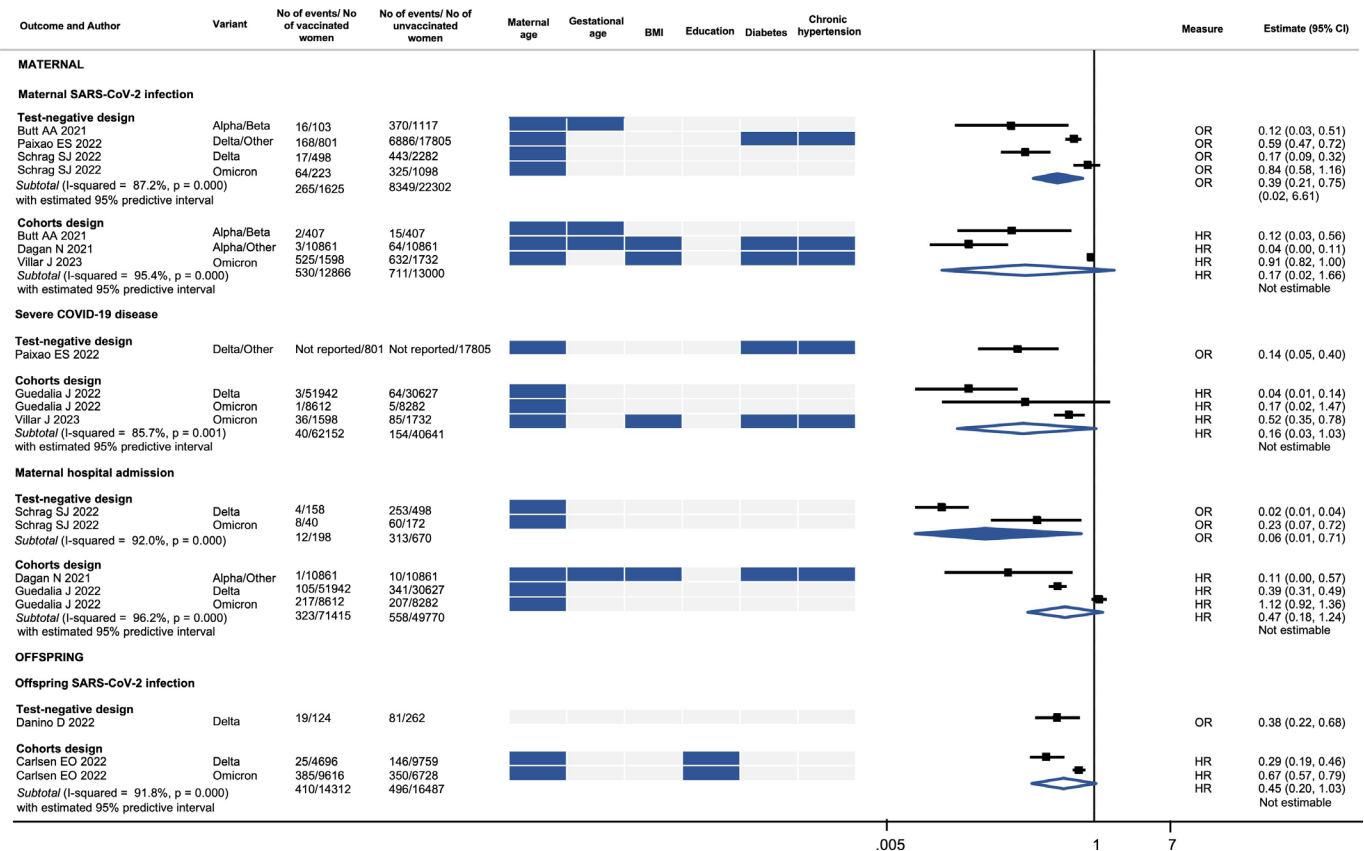 Outcome and Author Variant No of events/ No of vaccinated women No of events/ No of unvaccinated women Maternal age Gestational age BMI Education Diabetes Chronic hypertension Measure Estimate (95% CI)
MATERNAL
Maternal SARS-CoV-2 infection
Test-negative design
Butt AA 2021 Alpha/Beta 16/103 370/1117 OR 0.12 (0.03, 0.51)
Paixao ES 2022 Delta/Other 168/801 6886/17805 OR 0.59 (0.47, 0.72)
Schrag SJ 2022 Delta 17/498 443/2282 OR 0.17 (0.09, 0.32)
Schrag SJ 2022 Omicron 64/223 325/1098 OR 0.84 (0.58, 1.16)
Subtotal (I-squared = 87.2%, p = 0.000) 265/1625 8349/22302 OR 0.39 (0.21, 0.75)
with estimated 95% predictive interval (0.02, 6.61)
Cohorts design
Butt AA 2021 Alpha/Beta 2/407 15/407 HR 0.12 (0.03, 0.56)
Dagan N 2021 Alpha/Other 3/10861 64/10861 HR 0.04 (0.00, 0.11)
Villar J 2023 Omicron 525/1598 632/1732 HR 0.91 (0.82, 1.00)
Subtotal (I-squared = 95.4%, p = 0.000) 530/12866 711/13000 HR 0.17 (0.02, 1.66)
with estimated 95% predictive interval Not estimable
Severe COVID-19 disease
Test-negative design
Paixao ES 2022 Delta/Other Not reported/801 Not reported/17805 OR 0.14 (0.05, 0.40)
Cohorts design
Guedalia J 2022 Delta 3/51942 64/30627 HR 0.04 (0.01, 0.14)
Guedalia J 2022 Omicron 1/8612 5/8282 HR 0.17 (0.02, 1.47)
Villar J 2023 Omicron 36/1598 85/1732 HR 0.52 (0.35, 0.78)
Subtotal (I-squared = 85.7%, p = 0.001) 40/62152 154/40641 HR 0.16 (0.03, 1.03)
with estimated 95% predictive interval Not estimable
Maternal hospital admission
Test-negative design
Schrag SJ 2022 Delta 4/158 253/498 OR 0.02 (0.01, 0.04)
Schrag SJ 2022 Omicron 8/40 60/172 OR 0.23 (0.07, 0.72)
Subtotal (I-squared = 92.0%, p = 0.000) 12/198 313/670 OR 0.06 (0.01, 0.71)
Cohorts design
Dagan N 2021 Alpha/Other 1/10861 10/10861 HR 0.11 (0.00, 0.57)
Guedalia J 2022 Delta 105/51942 341/30627 HR 0.39 (0.31, 0.49)
Guedalia J 2022 Omicron 217/8612 207/8282 HR 1.12 (0.92, 1.36)
Subtotal (I-squared = 96.2%, p = 0.000) 323/71415 558/49770 HR 0.47 (0.18, 1.24)
with estimated 95% predictive interval Not estimable
OFFSPRING
Offspring SARS-CoV-2 infection
Test-negative design
Danino D 2022 Delta 19/124 81/262 OR 0.38 (0.22, 0.68)
Cohorts design
Carlsen EO 2022 Delta 25/4696 146/9759 HR 0.29 (0.19, 0.46)
Carlsen EO 2022 Omicron 385/9616 350/6728 HR 0.67 (0.57, 0.79)
Subtotal (I-squared = 91.8%, p = 0.000) 410/14312 496/16487 HR 0.45 (0.20, 1.03)
with estimated 95% predictive interval Not estimable
.005 1 7